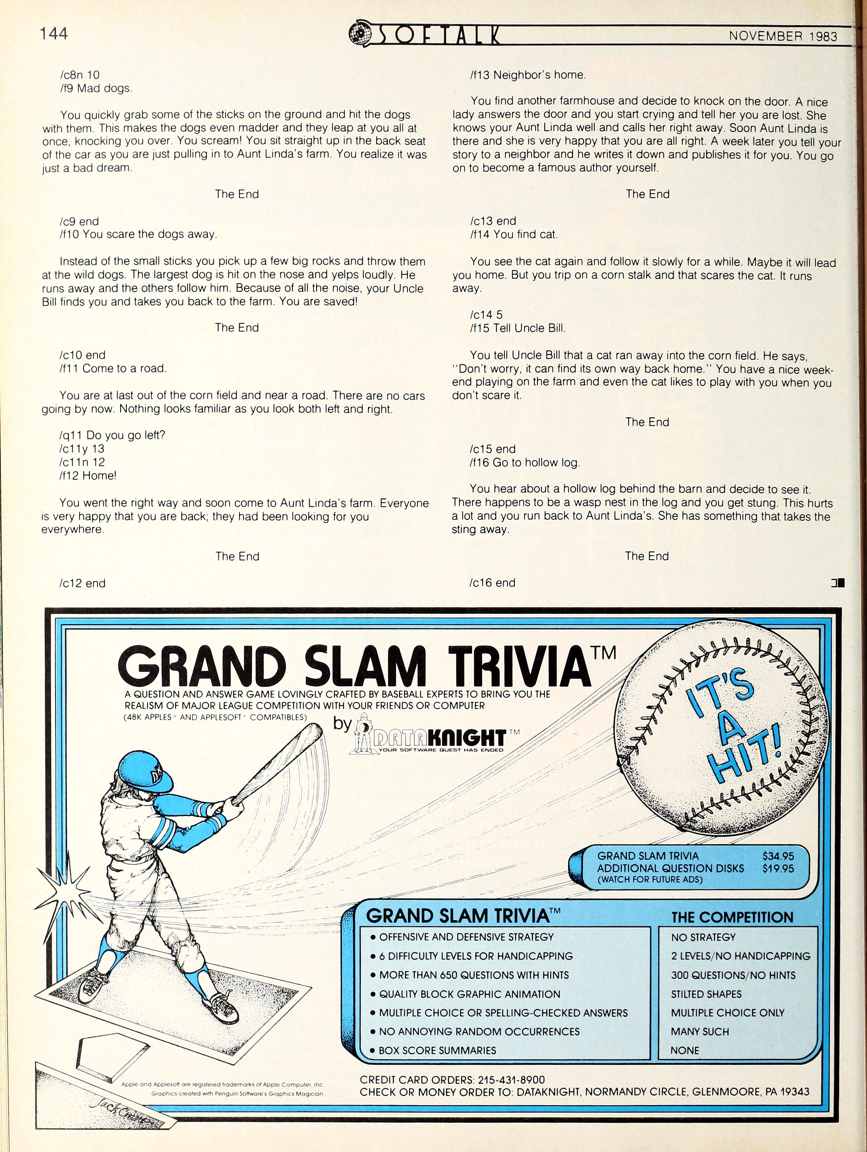 144
SOFTALK
NOVEMBER 1983
/c8n 10
/f9 Mad dogs.
You quickly grab some of the sticks on the ground and hit the dogs
with them. This makes the dogs even madder and they leap at you all at
once, knocking you over. You scream! You sit straight up in the back seat
of the car as you are just pulling in to Aunt Linda's farm. You realize it was
just a bad dream.
The End
/c9 end
/f10 You scare the dogs away.
Instead of the small sticks you pick up a few big rocks and throw them
at the wild dogs. The largest dog is hit on the nose and yelps loudly. He
runs away and the others follow him. Because of all the noise, your Uncle
Bill finds you and takes you back to the farm. You are saved!
The End
/c10 end
/f11 Come to a road.
You are at last out of the corn field and near a road. There are no cars
going by now. Nothing looks familiar as you look both left and right.
/q11 Do you go left?
/c11y 13
/c11n 12
/f12 Home!
You went the right way and soon come to Aunt Linda's farm. Everyone
is very happy that you are back; they had been looking for you
everywhere.
The End
/c12 end
/f13 Neighbor's home.
You find another farmhouse and decide to knock on the door. A nice
lady answers the door and you start crying and tell her you are lost. She
knows your Aunt Linda well and calls her right away. Soon Aunt Linda is
there and she is very happy that you are all right. A week later you tell your
story to a neighbor and he writes it down and publishes it for you. You go
on to become a famous author yourself.
The End
/c13 end
/f14 You find cat.
You see the cat again and follow it slowly for a while. Maybe it will lead
you home. But you trip on a corn stalk and that scares the cat. It runs
away.
/c14 5
/f15 Tell Uncle Bill.
You tell Uncle Bill that a cat ran away into the corn field. He says,
"Don't worry, it can find its own way back home." You have a nice week-
end playing on the farm and even the cat likes to play with you when you
don't scare it.
The End
/c15 end
/f16 Go to hollow log.
You hear about a hollow log behind the barn and decide to see it.
There happens to be a wasp nest in the log and you get stung. This hurts
a lot and you run back to Aunt Linda's. She has something that takes the
sting away.
The End
/c16 end
GRAND SLAM TRIVIA™
A QUESTION AND ANSWER GAME LOVINGLY CRAFTED BY BASEBALL EXPERTS TO BRING YOU THE
REALISM OF MAJOR LEAGUE COMPETITION WITH YOUR FRIENDS OR COMPUTER
(48K APPLES™ AND APPLESOFT™ COMPATIBLES)
by DATAKNIGHT™
YOUR SOFTWARE QUEST HAS ENDED
IT'S
A
HIT!
GRAND SLAM TRIVIA $34.95
ADDITIONAL QUESTION DISKS $19.95
(WATCH FOR FUTURE ADS)
GRAND SLAM TRIVIA™ THE COMPETITION
• OFFENSIVE AND DEFENSIVE STRATEGY NO STRATEGY
• 6 DIFFICULTY LEVELS FOR HANDICAPPING 2 LEVELS/NO HANDICAPPING
• MORE THAN 650 QUESTIONS WITH HINTS 300 QUESTIONS/NO HINTS
• QUALITY BLOCK GRAPHIC ANIMATION STILTED SHAPES
• MULTIPLE CHOICE OR SPELLING-CHECKED ANSWERS MULTIPLE CHOICE ONLY
• NO ANNOYING RANDOM OCCURRENCES MANY SUCH
• BOX SCORE SUMMARIES NONE
Apple and Applesoft are registered trademarks of Apple Computer, Inc.
Graphics created with Penguin Software's Graphics Magician
CREDIT CARD ORDERS: 215-431-8900
CHECK OR MONEY ORDER TO: DATAKNIGHT, NORMANDY CIRCLE, GLENMOORE, PA 19343
Jack